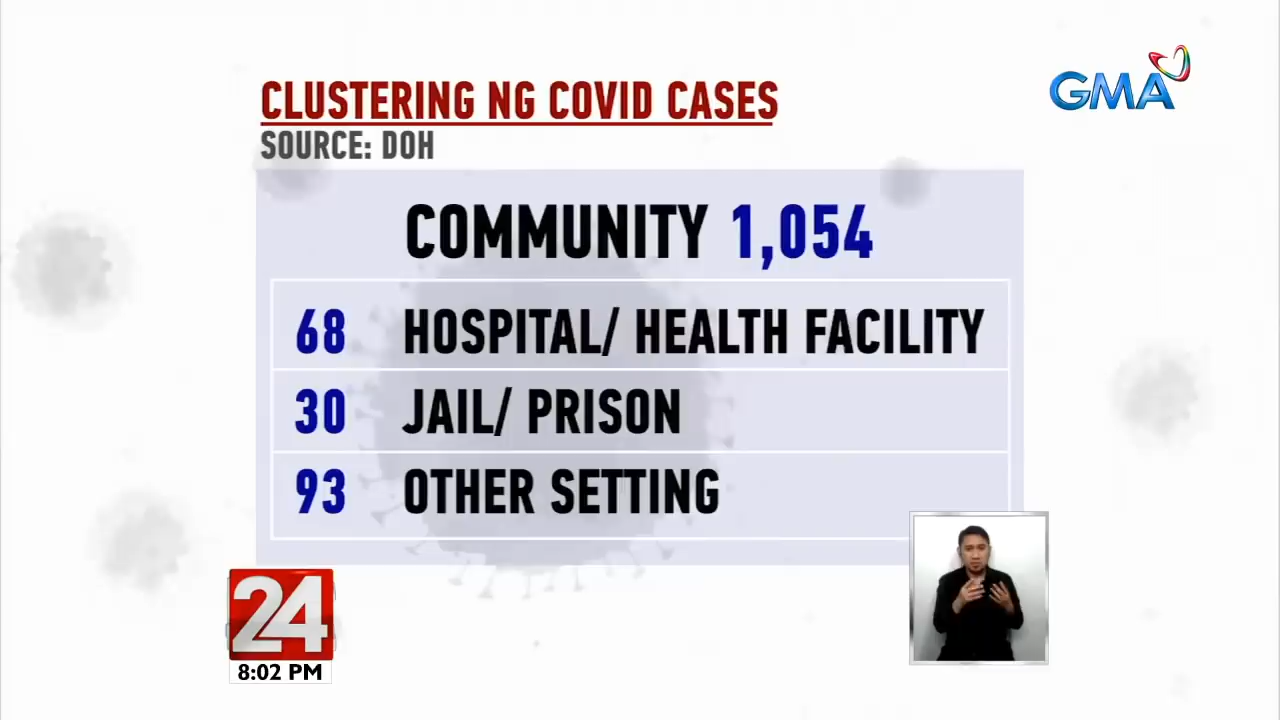 CLUSTERING NG COVID CASES
SOURCE: DOH
GMA
COMMUNITY 1,054
68 HOSPITAL/ HEALTH FACILITY
30 JAIL/ PRISON
93 OTHER SETTING
24
8:02 PM